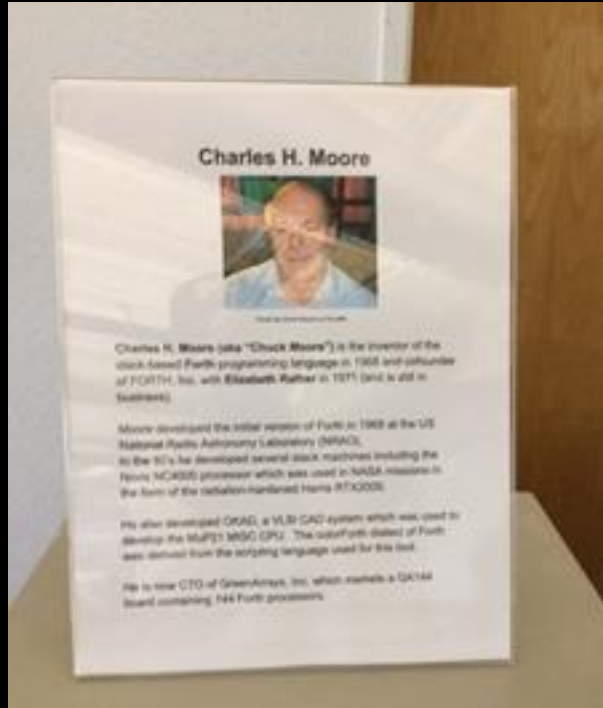 Charles H. Moore
Charles H. Moore (aka "Chuck Moore") is the inventor of the
stack-based Forth programming language in 1968 and cofounder
of FORTH, Inc. with Elizabeth Rather in 1971 (and is still in
business).
Moore developed the initial version of Forth in 1968 at the US
National Radio Astronomy Laboratory (NRAO).
In the 80's he developed several stack machines including the
Novix NC4000 processor which was used in NASA missions in
the form of the radiation-hardened Harris RTX2000.
He also developed OKAD, a VLSI CAD system which was used to
develop the MuP21 MISC CPU. The colorForth dialect of Forth
was derived from the scripting language used for this tool.
He is now CTO of GreenArrays, Inc. which markets a GA144
Board containing 144 Forth processors.